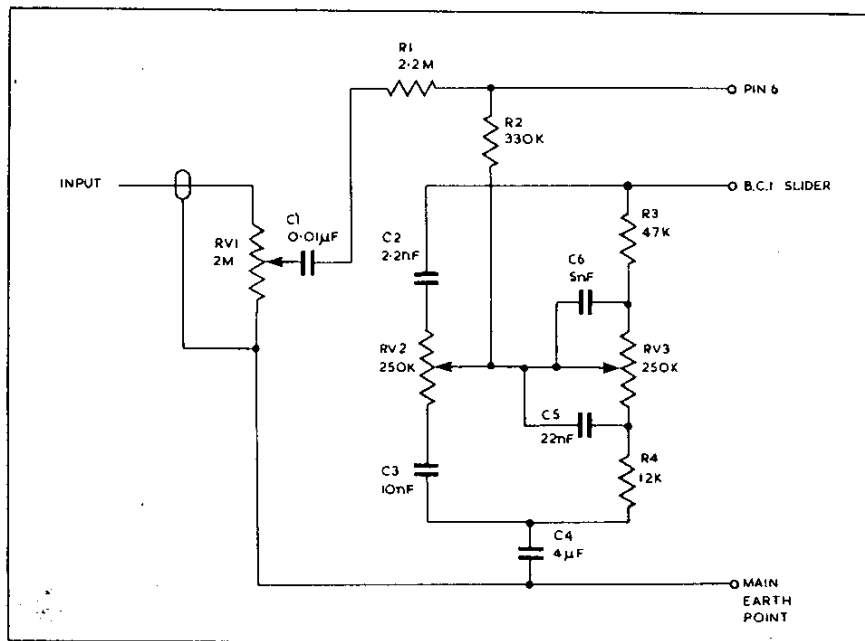 R1
2.2M
PIN 6
R2
330K
INPUT
B.C.1 SLIDER
C1
0.01µF
RV1
2M
C2
2.2nF
R3
47K
C6
5nF
RV2
250K
RV3
250K
C5
22nF
C3
10nF
R4
12K
C4
4µF
MAIN
EARTH
POINT